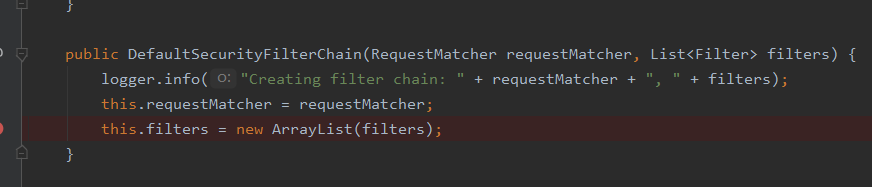 }
public DefaultSecurityFilterChain(RequestMatcher requestMatcher, List<Filter> filters) {
logger.info( o: "Creating filter chain: " + requestMatcher + ", " + filters);
this.requestMatcher = requestMatcher;
this.filters = new ArrayList(filters);
}